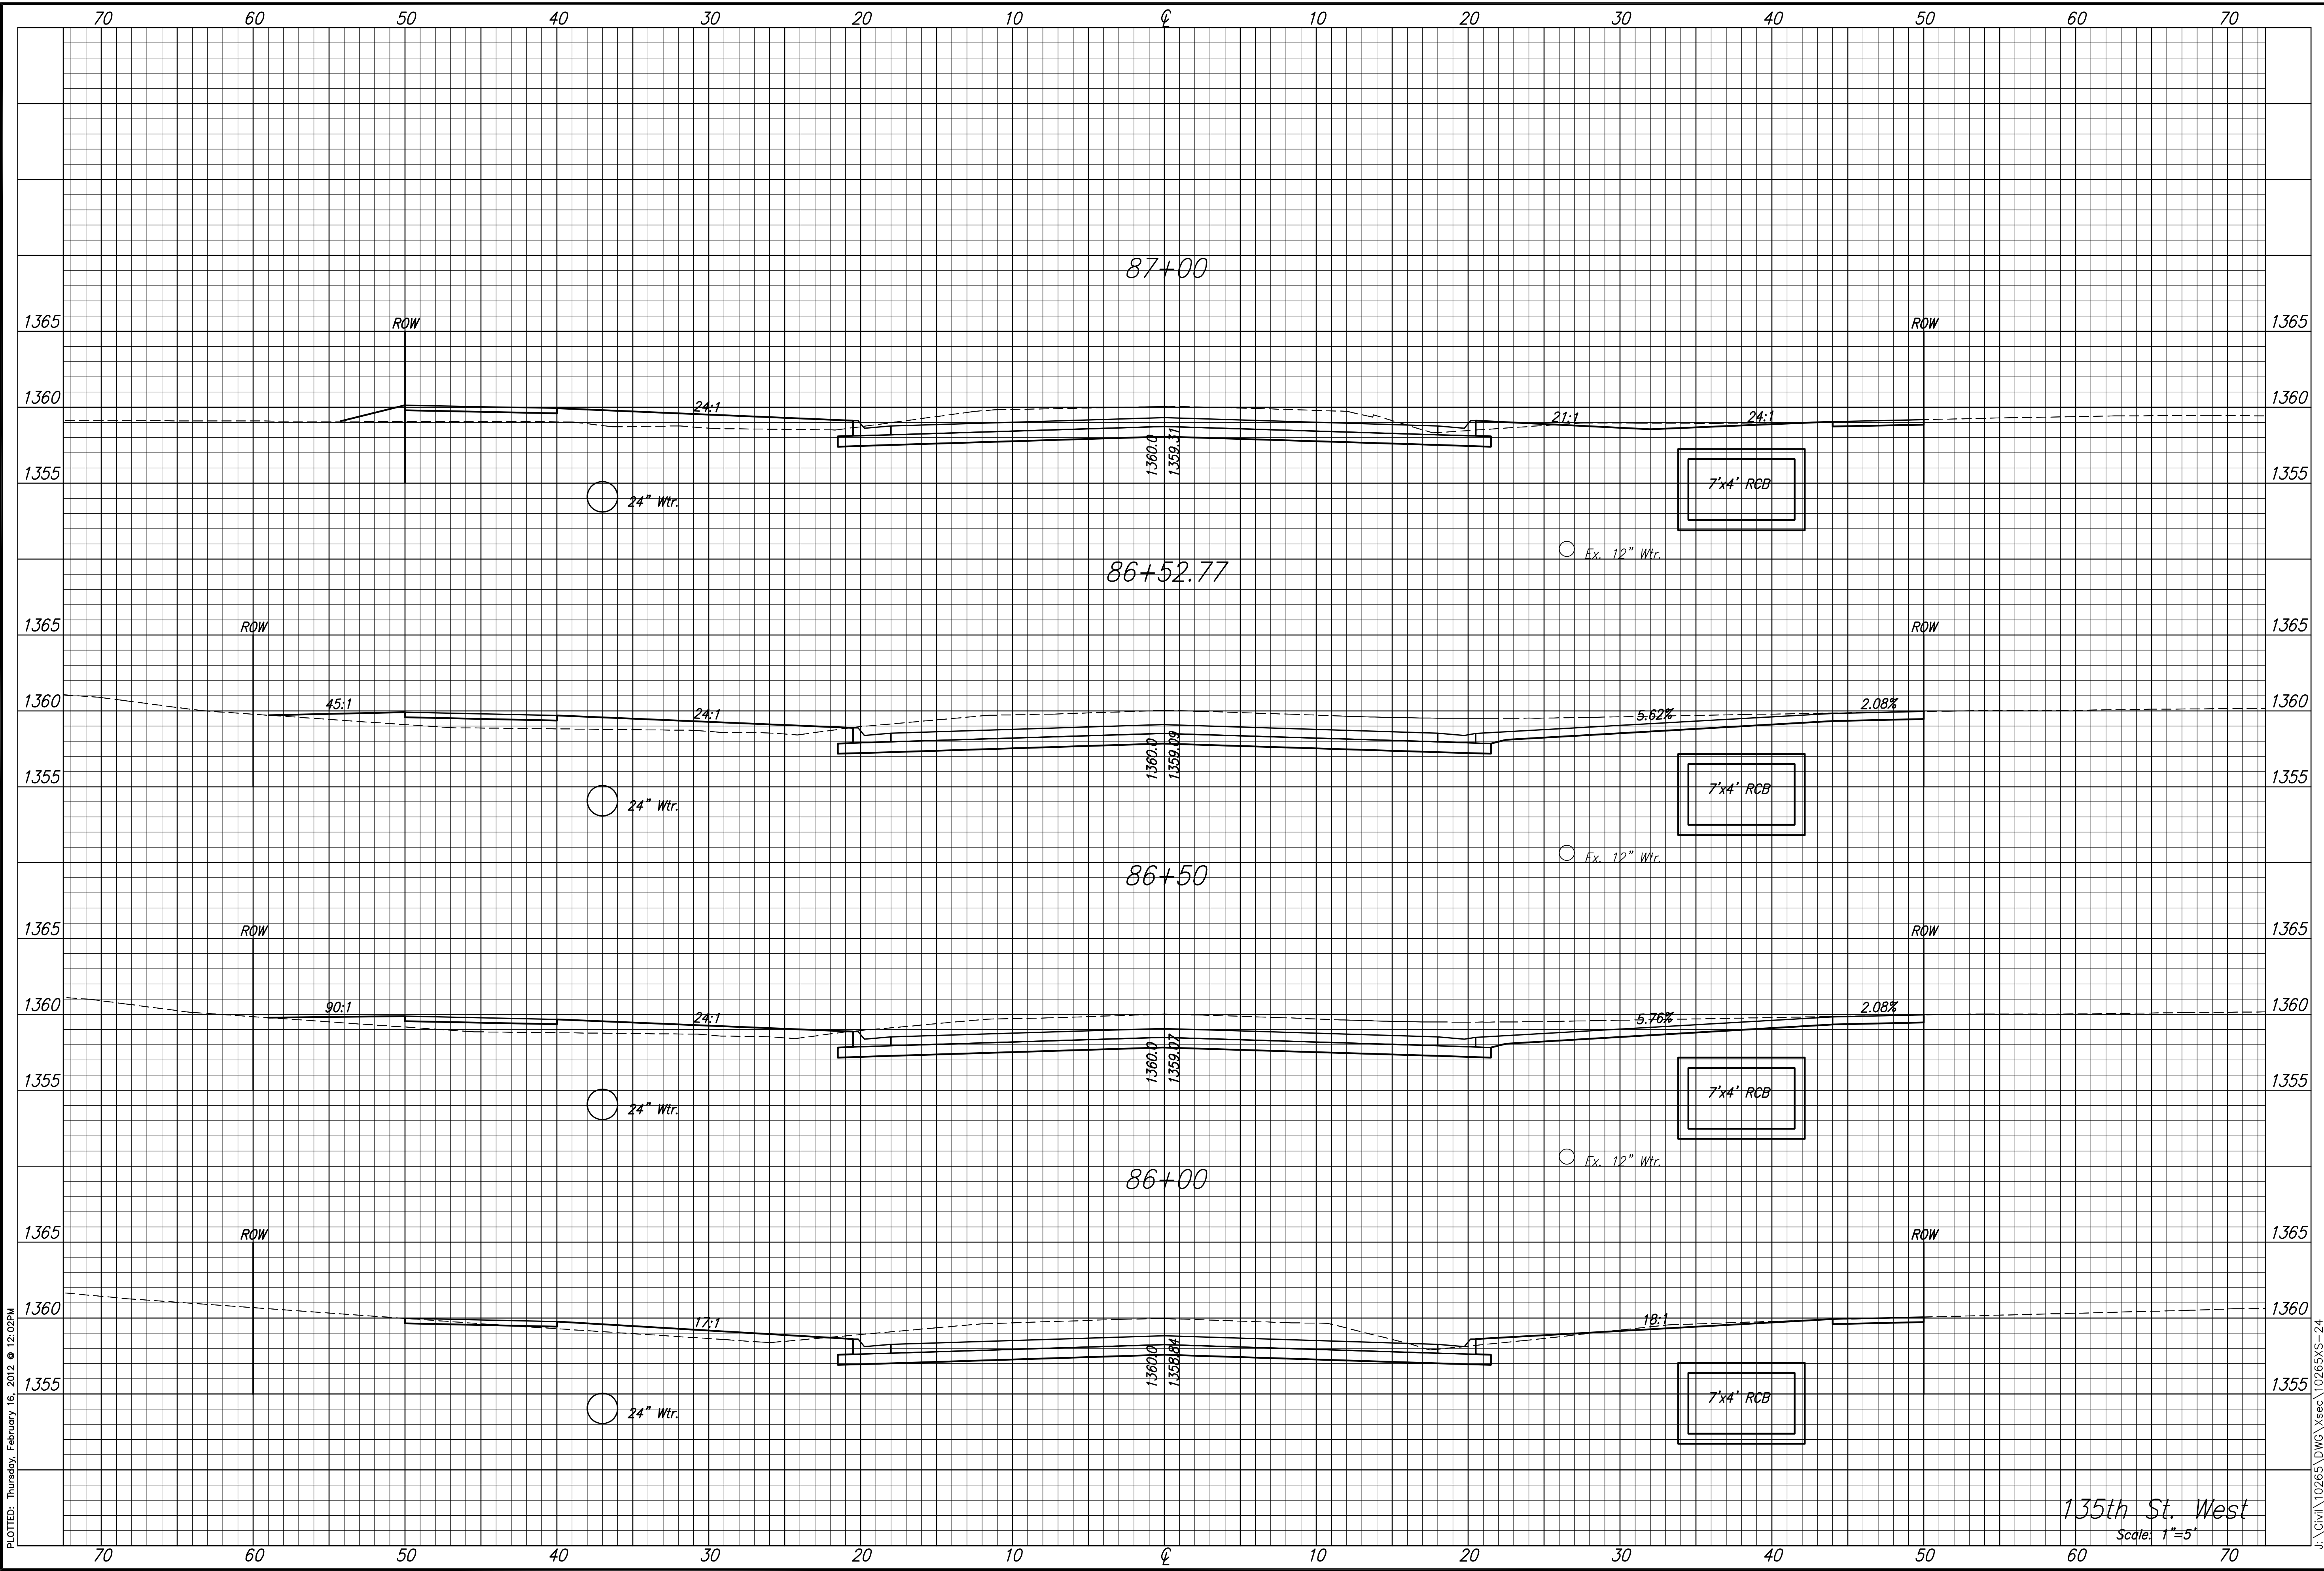 70 60 50 40 30 20 10 ℄ 10 20 30 40 50 60 70
87+00
1365 ROW ROW 1365
1360 24:1 21:1 24:1 1360
1360.0 1359.31
1355 24" Wtr. 7'x4' RCB 1355
Ex. 12" Wtr.
86+52.77
1365 ROW ROW 1365
1360 45:1 24:1 5.62% 2.08% 1360
1360.0 1359.09
1355 24" Wtr. 7'x4' RCB 1355
Ex. 12" Wtr.
86+50
1365 ROW ROW 1365
1360 90:1 24:1 5.76% 2.08% 1360
1360.0 1359.07
1355 24" Wtr. 7'x4' RCB 1355
Ex. 12" Wtr.
86+00
1365 ROW ROW 1365
1360 17:1 18:1 1360
1360.0 1358.84
1355 24" Wtr. 7'x4' RCB 1355
135th St. West
Scale: 1"=5'
70 60 50 40 30 20 10 ℄ 10 20 30 40 50 60 70
PLOTTED: Thursday, February 16, 2012 @ 12:02PM
J:\Civil\10265\DWG\Xsec\10265XS-24